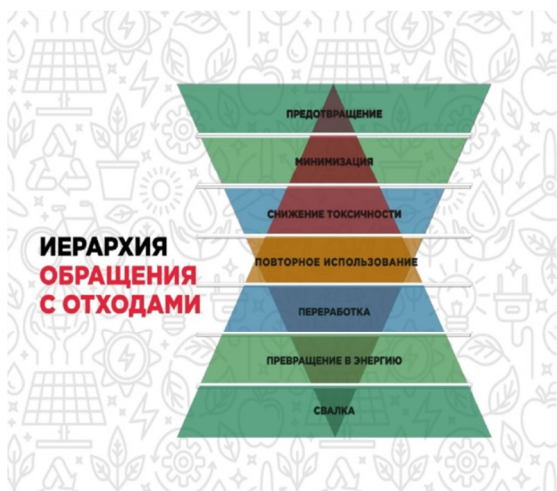 ИЕРАРХИЯ
ОБРАЩЕНИЯ
С ОТХОДАМИ
ПРЕДОТВРАЩЕНИЕ
МИНИМИЗАЦИЯ
СНИЖЕНИЕ ТОКСИЧНОСТИ
ПОВТОРНОЕ ИСПОЛЬЗОВАНИЕ
ПЕРЕРАБОТКА
ПРЕВРАЩЕНИЕ В ЭНЕРГИЮ
СВАЛКА